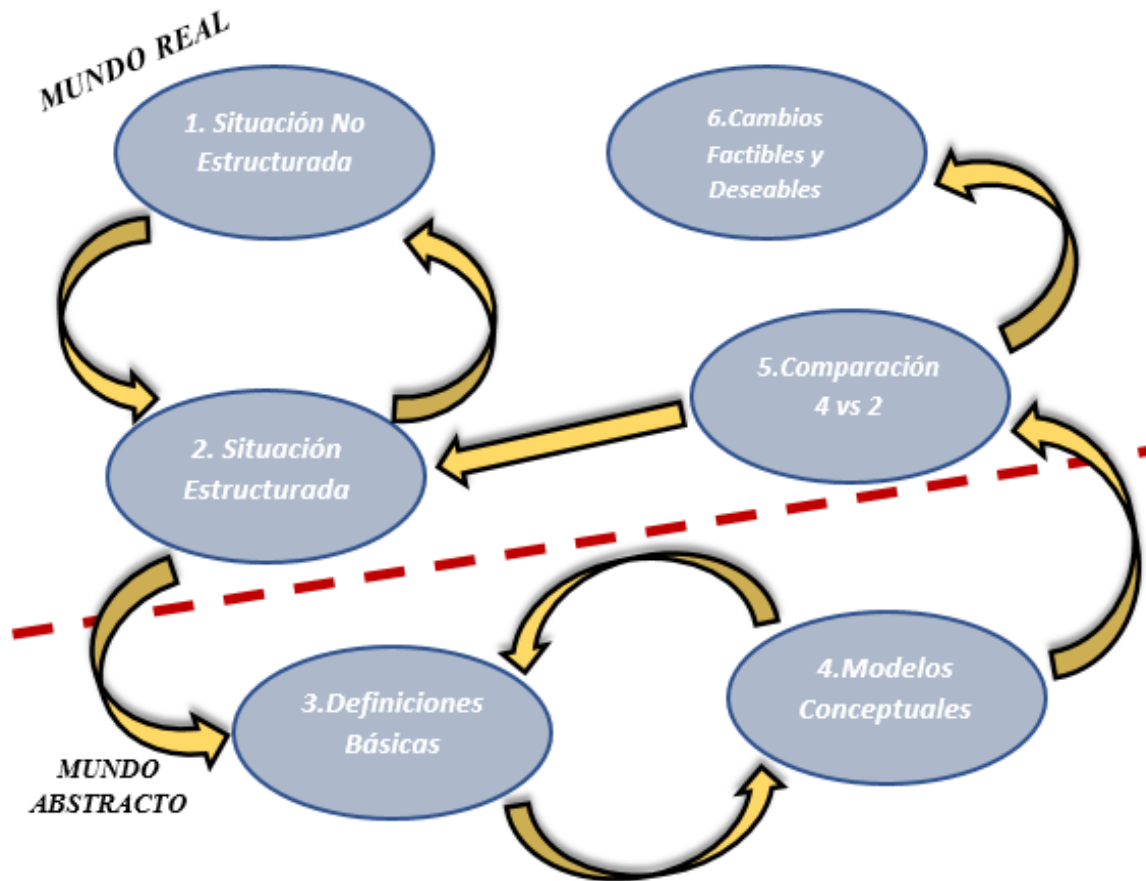 MUNDO REAL
1. Situación No
Estructurada
6.Cambios
Factibles y
Deseables
5.Comparación
4 vs 2
2. Situación
Estructurada
3.Definiciones
Básicas
4.Modelos
Conceptuales
MUNDO
ABSTRACTO